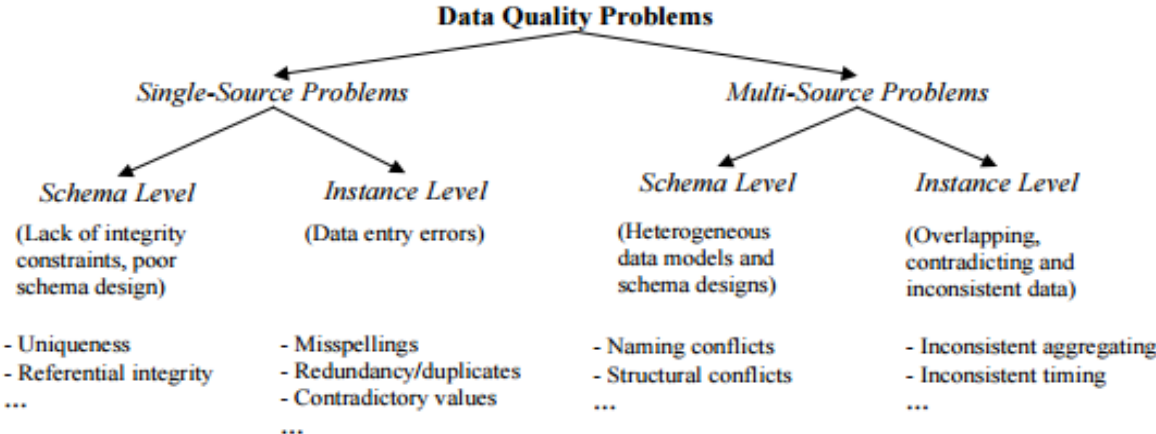 Data Quality Problems
Single-Source Problems
Multi-Source Problems
Schema Level
Instance Level
Schema Level
Instance Level
(Lack of integrity
constraints, poor
schema design)
(Data entry errors)
(Heterogeneous
data models and
schema designs)
(Overlapping,
contradicting and
inconsistent data)
- Uniqueness
- Referential integrity
...
- Misspellings
- Redundancy/duplicates
- Contradictory values
...
- Naming conflicts
- Structural conflicts
...
- Inconsistent aggregating
- Inconsistent timing
...